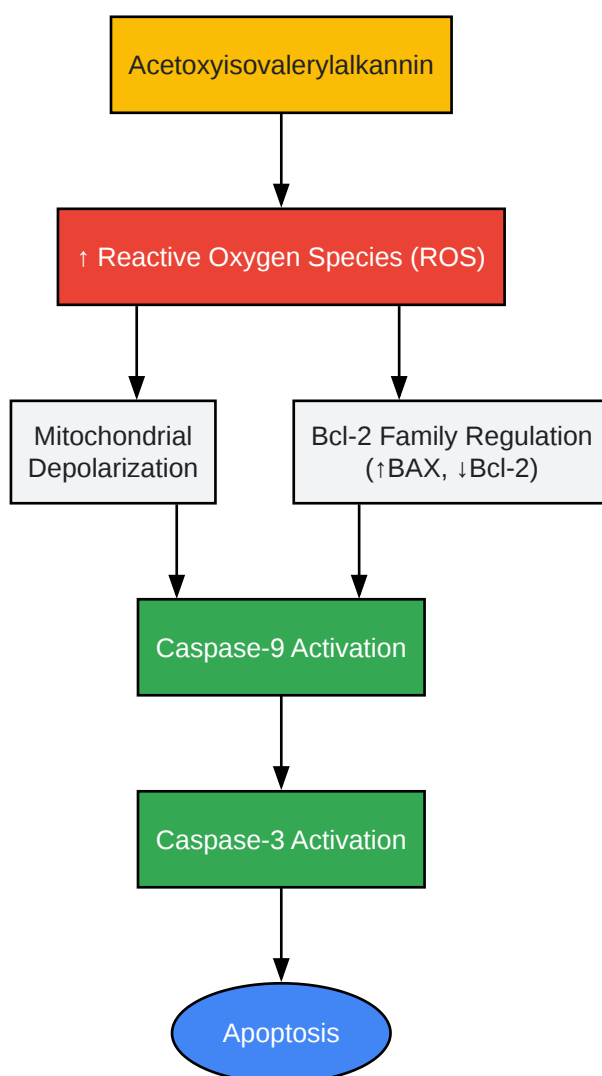 Acetoxyisovalerylalkannin
↑ Reactive Oxygen Species (ROS)
Mitochondrial
Depolarization
Bcl-2 Family Regulation
(↑BAX, ↓Bcl-2)
Caspase-9 Activation
Caspase-3 Activation
Apoptosis